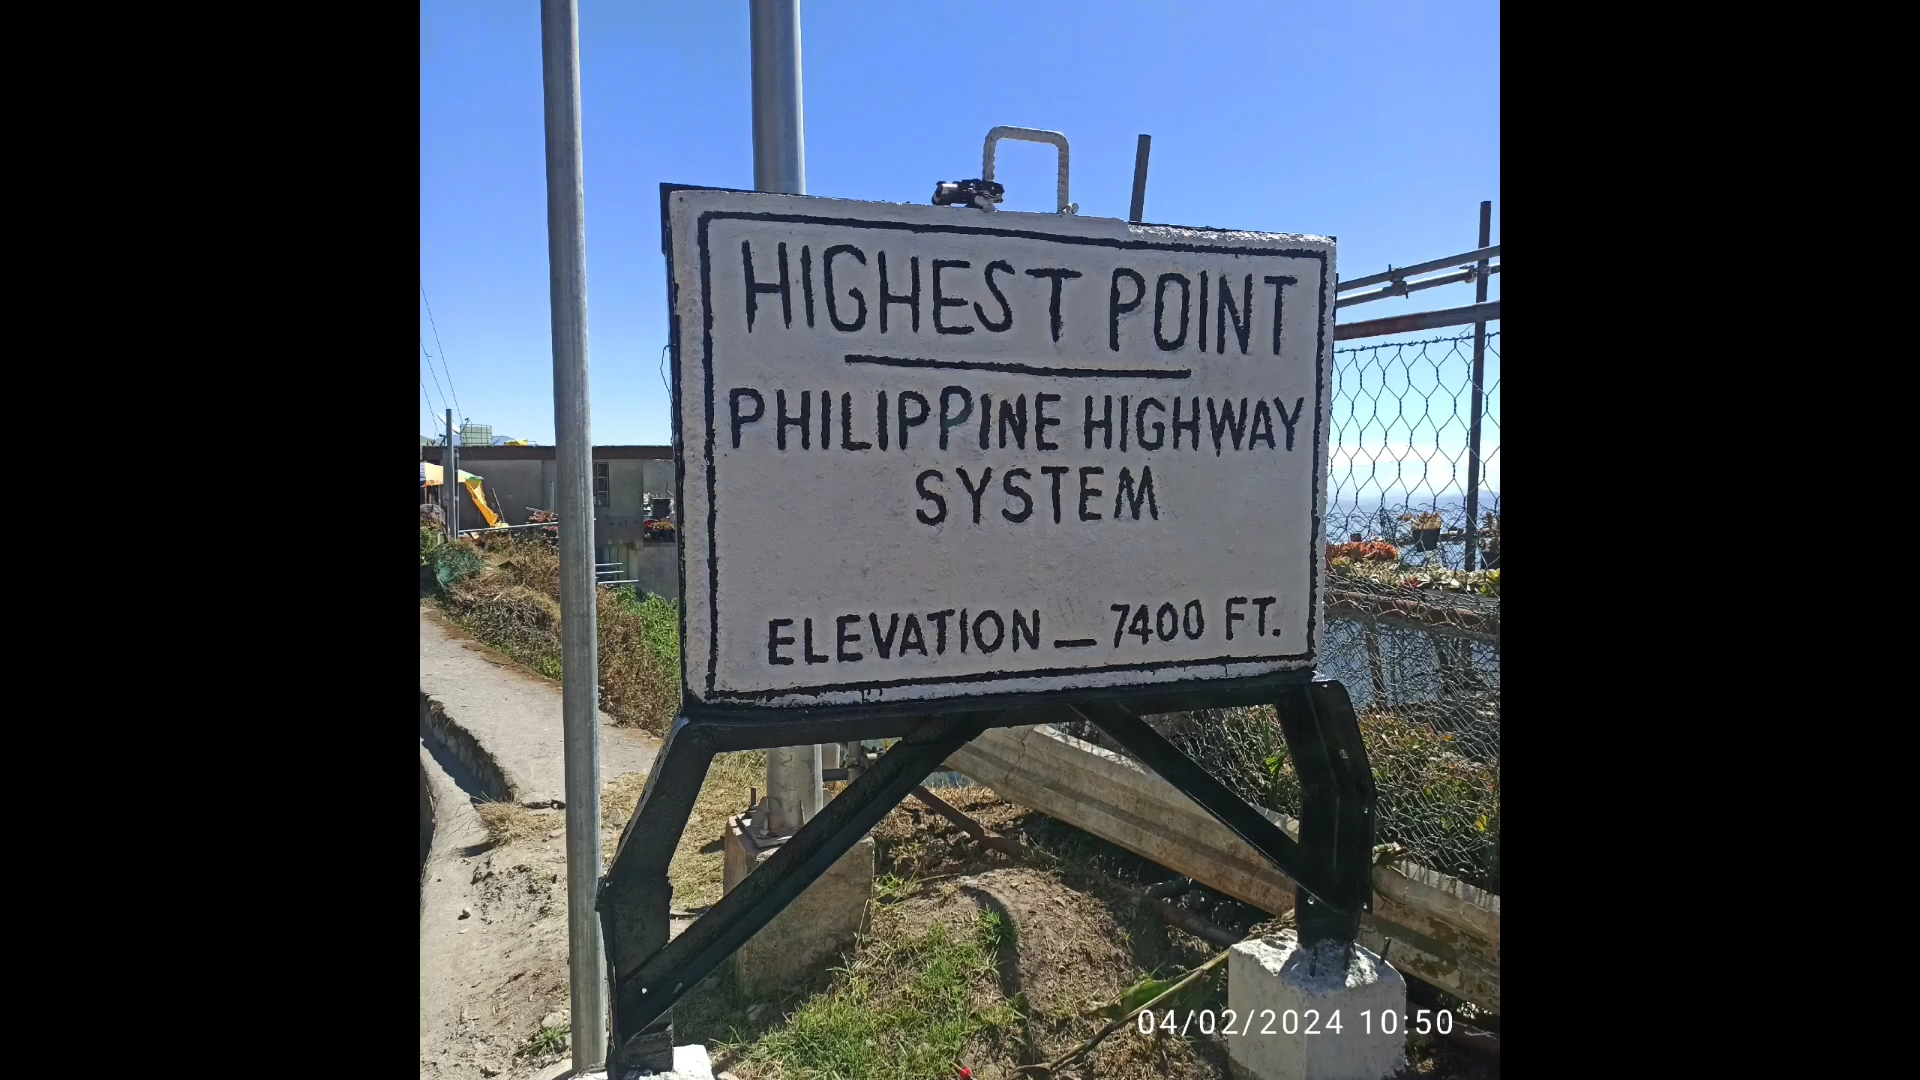 HIGHEST POINT
PHILIPPINE HIGHWAY
SYSTEM
ELEVATION — 7400 FT.
04/02/2024 10:50